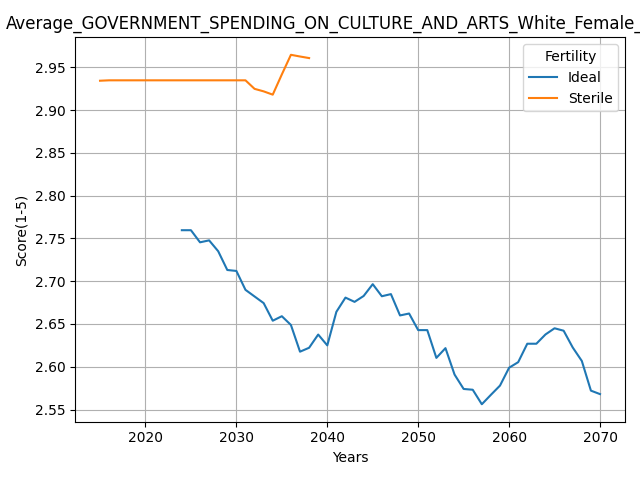 Average_GOVERNMENT_SPENDING_ON_CULTURE_AND_ARTS_White_Female_
Fertility
Ideal
Sterile
Score(1-5)
2.95
2.90
2.85
2.80
2.75
2.70
2.65
2.60
2.55
2020 2030 2040 2050 2060 2070
Years